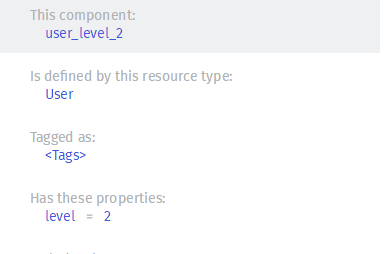 This component:
user_level_2
Is defined by this resource type:
User
Tagged as:
<Tags>
Has these properties:
level = 2